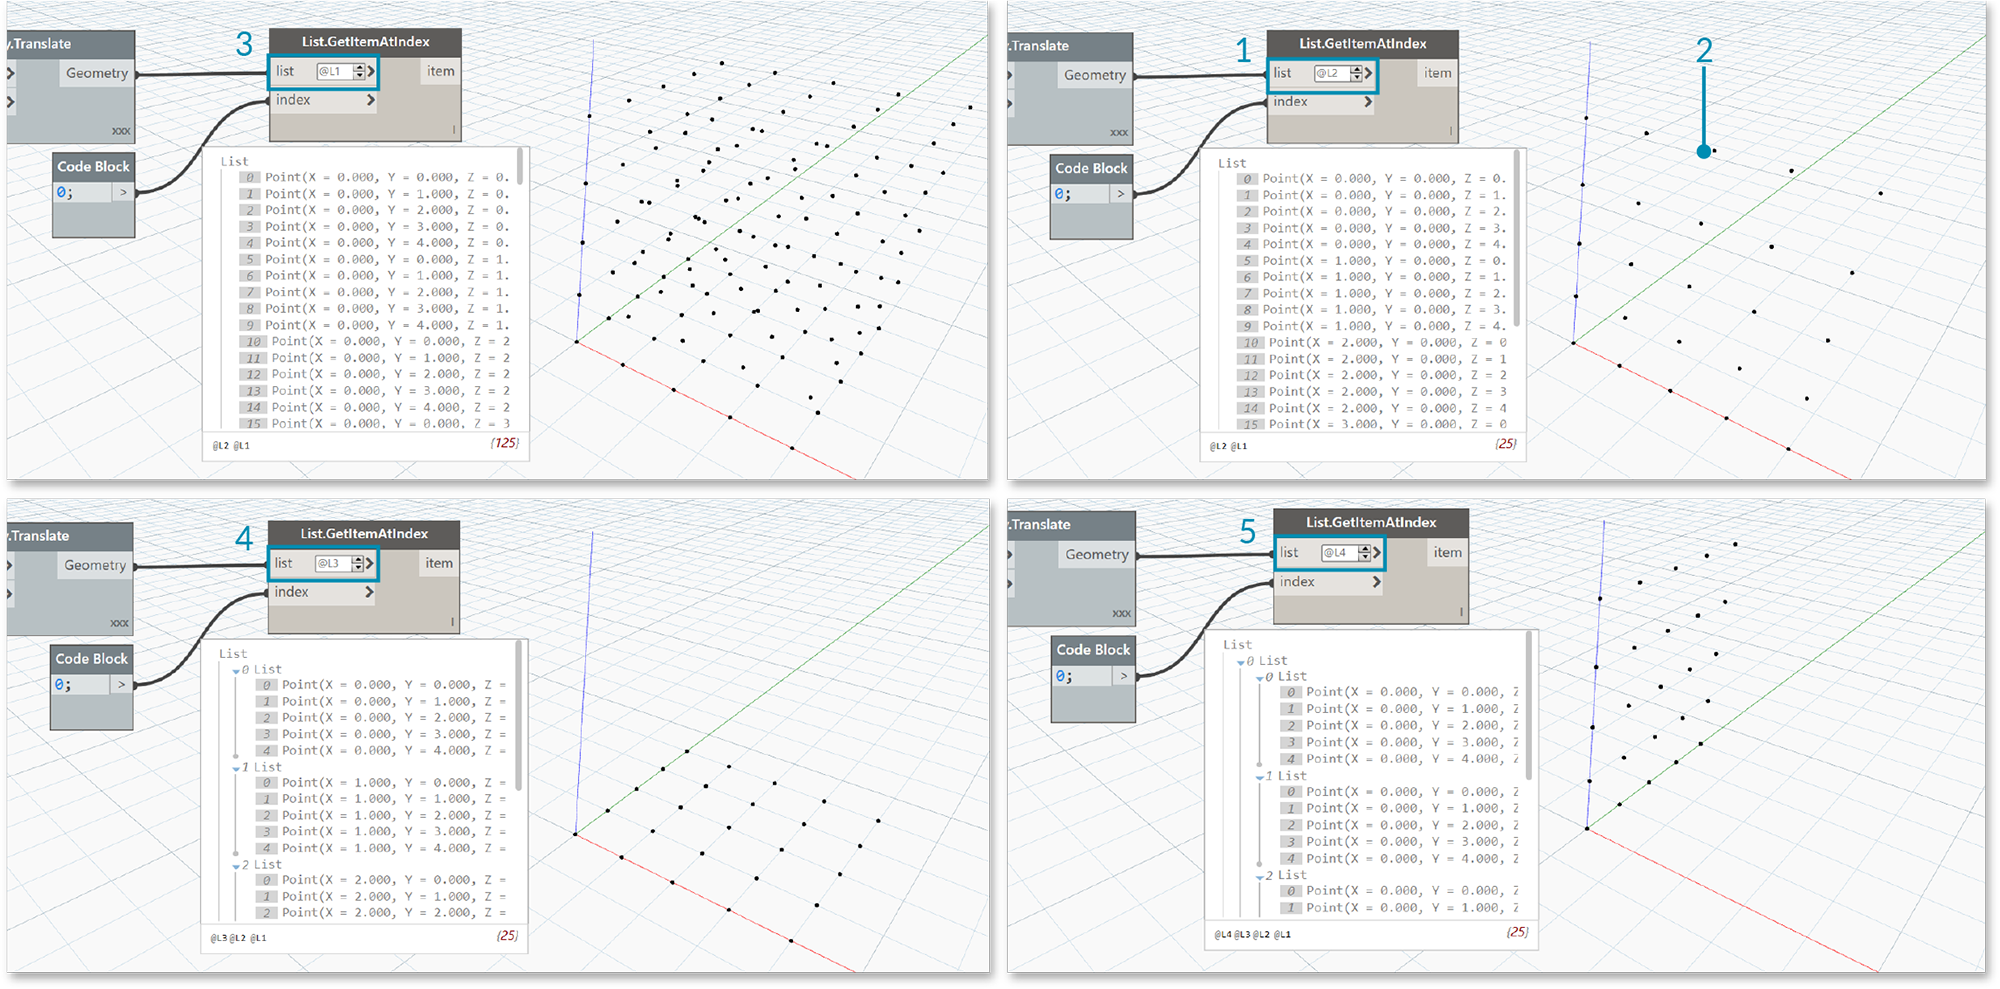 y.Translate
Geometry
xxx
Code Block
0; >
3
List.GetItemAtIndex
list @L1 > item
index >
l
List
0 Point(X = 0.000, Y = 0.000, Z = 0.
1 Point(X = 0.000, Y = 1.000, Z = 0.
2 Point(X = 0.000, Y = 2.000, Z = 0.
3 Point(X = 0.000, Y = 3.000, Z = 0.
4 Point(X = 0.000, Y = 4.000, Z = 0.
5 Point(X = 0.000, Y = 0.000, Z = 1.
6 Point(X = 0.000, Y = 1.000, Z = 1.
7 Point(X = 0.000, Y = 2.000, Z = 1.
8 Point(X = 0.000, Y = 3.000, Z = 1.
9 Point(X = 0.000, Y = 4.000, Z = 1.
10 Point(X = 0.000, Y = 0.000, Z = 2
11 Point(X = 0.000, Y = 1.000, Z = 2
12 Point(X = 0.000, Y = 2.000, Z = 2
13 Point(X = 0.000, Y = 3.000, Z = 2
14 Point(X = 0.000, Y = 4.000, Z = 2
15 Point(X = 0.000, Y = 0.000, Z = 3
@L2 @L1 {125}
.Translate
Geometry
xxx
Code Block
0; >
1
List.GetItemAtIndex
list @L2 > item
index >
l
2
List
0 Point(X = 0.000, Y = 0.000, Z = 0.
1 Point(X = 0.000, Y = 0.000, Z = 1.
2 Point(X = 0.000, Y = 0.000, Z = 2.
3 Point(X = 0.000, Y = 0.000, Z = 3.
4 Point(X = 0.000, Y = 0.000, Z = 4.
5 Point(X = 1.000, Y = 0.000, Z = 0.
6 Point(X = 1.000, Y = 0.000, Z = 1.
7 Point(X = 1.000, Y = 0.000, Z = 2.
8 Point(X = 1.000, Y = 0.000, Z = 3.
9 Point(X = 1.000, Y = 0.000, Z = 4.
10 Point(X = 2.000, Y = 0.000, Z = 0
11 Point(X = 2.000, Y = 0.000, Z = 1
12 Point(X = 2.000, Y = 0.000, Z = 2
13 Point(X = 2.000, Y = 0.000, Z = 3
14 Point(X = 2.000, Y = 0.000, Z = 4
15 Point(X = 3.000, Y = 0.000, Z = 0
@L2 @L1 {25}
y.Translate
Geometry
xxx
Code Block
0; >
4
List.GetItemAtIndex
list @L3 > item
index >
l
List
0 List
0 Point(X = 0.000, Y = 0.000, Z =
1 Point(X = 0.000, Y = 1.000, Z =
2 Point(X = 0.000, Y = 2.000, Z =
3 Point(X = 0.000, Y = 3.000, Z =
4 Point(X = 0.000, Y = 4.000, Z =
1 List
0 Point(X = 1.000, Y = 0.000, Z =
1 Point(X = 1.000, Y = 1.000, Z =
2 Point(X = 1.000, Y = 2.000, Z =
3 Point(X = 1.000, Y = 3.000, Z =
4 Point(X = 1.000, Y = 4.000, Z =
2 List
0 Point(X = 2.000, Y = 0.000, Z =
1 Point(X = 2.000, Y = 1.000, Z =
2 Point(X = 2.000, Y = 2.000, Z =
@L3 @L2 @L1 {25}
.Translate
Geometry
xxx
Code Block
0; >
5
List.GetItemAtIndex
list @L4 > item
index >
l
List
0 List
0 List
0 Point(X = 0.000, Y = 0.000, Z
1 Point(X = 0.000, Y = 1.000, Z
2 Point(X = 0.000, Y = 2.000, Z
3 Point(X = 0.000, Y = 3.000, Z
4 Point(X = 0.000, Y = 4.000, Z
1 List
0 Point(X = 0.000, Y = 0.000, Z
1 Point(X = 0.000, Y = 1.000, Z
2 Point(X = 0.000, Y = 2.000, Z
3 Point(X = 0.000, Y = 3.000, Z
4 Point(X = 0.000, Y = 4.000, Z
2 List
0 Point(X = 0.000, Y = 0.000, Z
1 Point(X = 0.000, Y = 1.000, Z
@L4 @L3 @L2 @L1 {25}